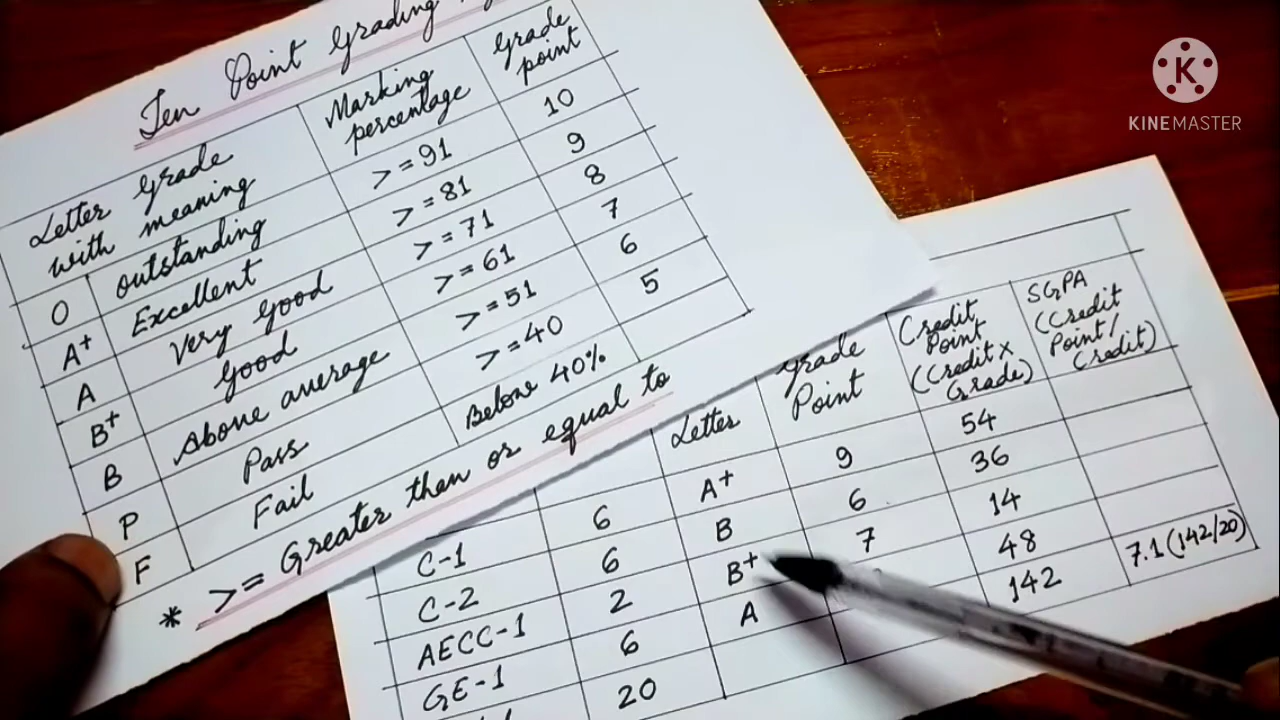 Ten Point Grading
Letter Grade with meaning | Marking percentage | Grade point
O | Outstanding | >=91 | 10
A+ | Excellent | >=81 | 9
A | Very Good | >=71 | 8
B+ | Good | >=61 | 7
B | Above average | >=51 | 6
P | Pass | >=40 | 5
F | Fail | Below 40%
* >= Greater then or equal to
Letter | Grade Point | Credit Point (Credit x Grade) | SGPA (Credit Point/ Credit)
C-1 | 6 | A+ | 9 | 54
C-2 | 6 | B | 6 | 36
AECC-1 | 2 | B+ | 7 | 14
GE-1 | 6 | A | 48
20 | 142 | 7.1 (142/20)
K
KINEMASTER